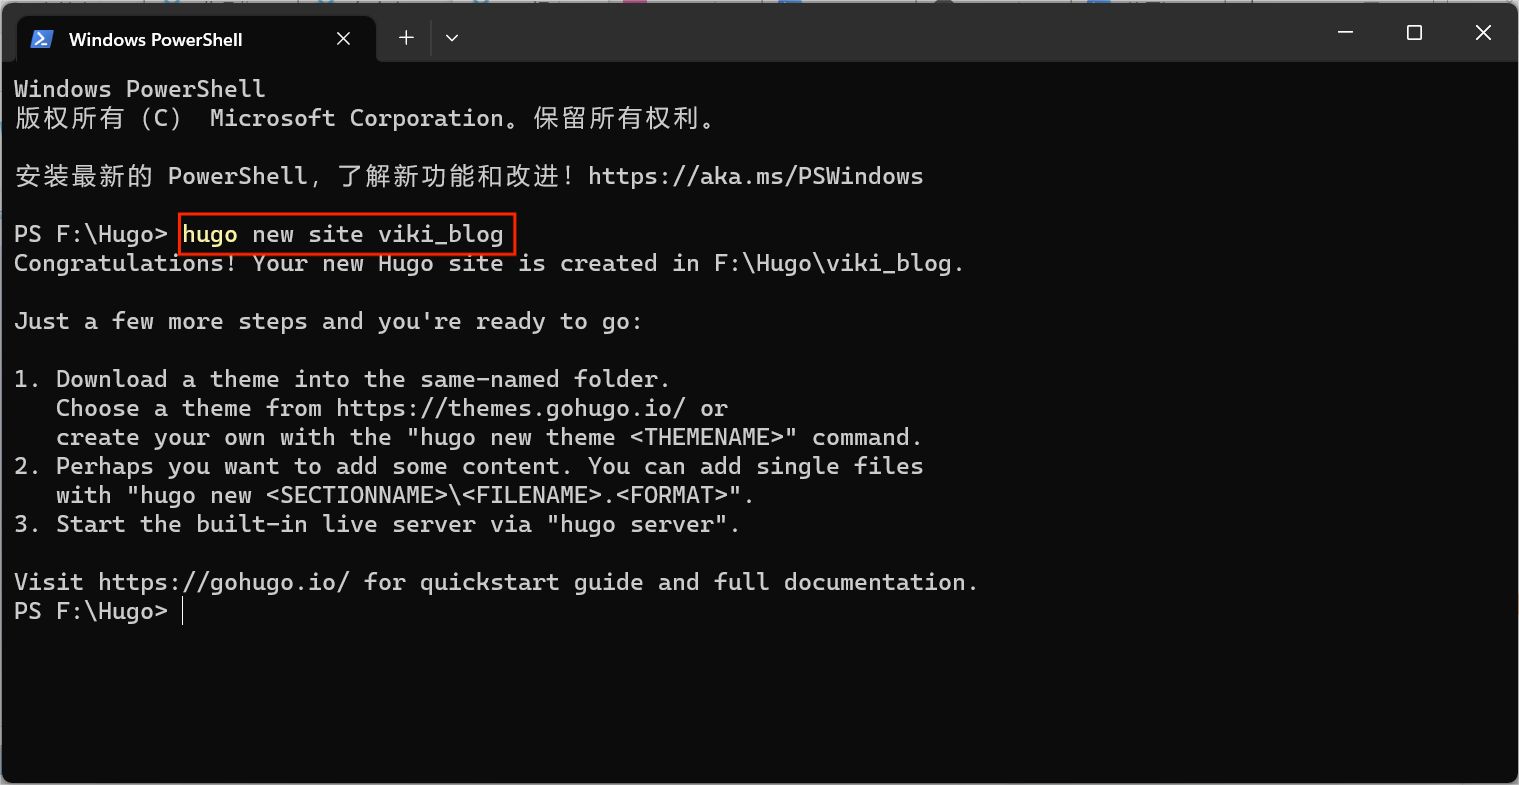 Windows PowerShell
Windows PowerShell
版权所有（C） Microsoft Corporation。保留所有权利。
安装最新的 PowerShell，了解新功能和改进！https://aka.ms/PSWindows
PS F:\Hugo> hugo new site viki_blog
Congratulations! Your new Hugo site is created in F:\Hugo\viki_blog.
Just a few more steps and you're ready to go:
1. Download a theme into the same-named folder.
Choose a theme from https://themes.gohugo.io/ or
create your own with the "hugo new theme <THEMENAME>" command.
2. Perhaps you want to add some content. You can add single files
with "hugo new <SECTIONNAME>\<FILENAME>.<FORMAT>".
3. Start the built-in live server via "hugo server".
Visit https://gohugo.io/ for quickstart guide and full documentation.
PS F:\Hugo>